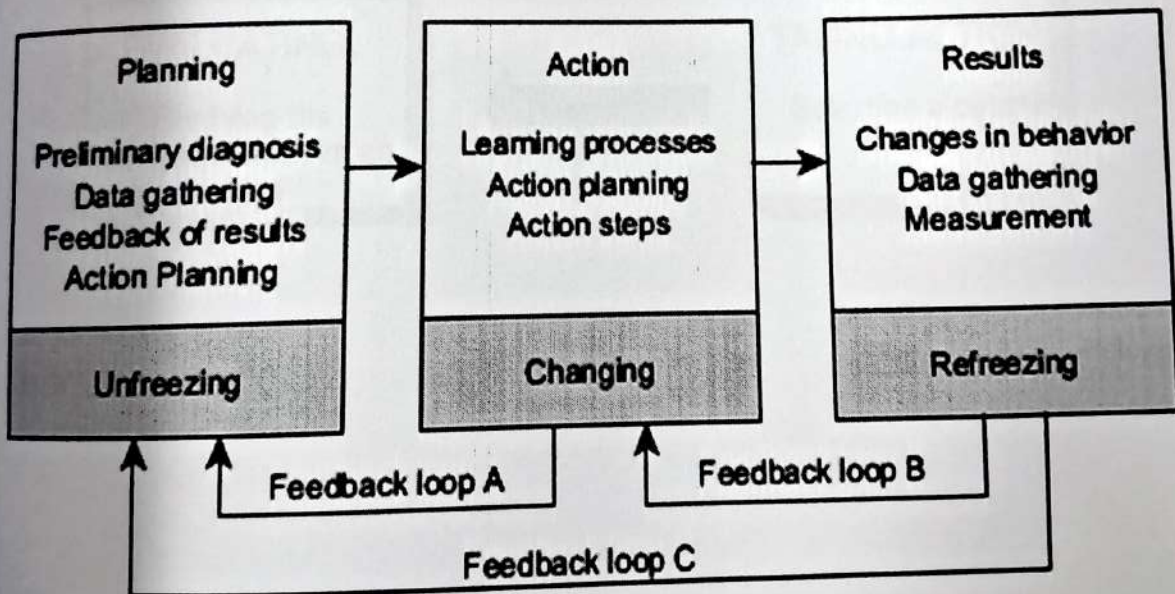 Planning
Preliminary diagnosis
Data gathering
Feedback of results
Action Planning
Unfreezing
Action
Learning processes
Action planning
Action steps
Changing
Results
Changes in behavior
Data gathering
Measurement
Refreezing
Feedback loop A
Feedback loop B
Feedback loop C